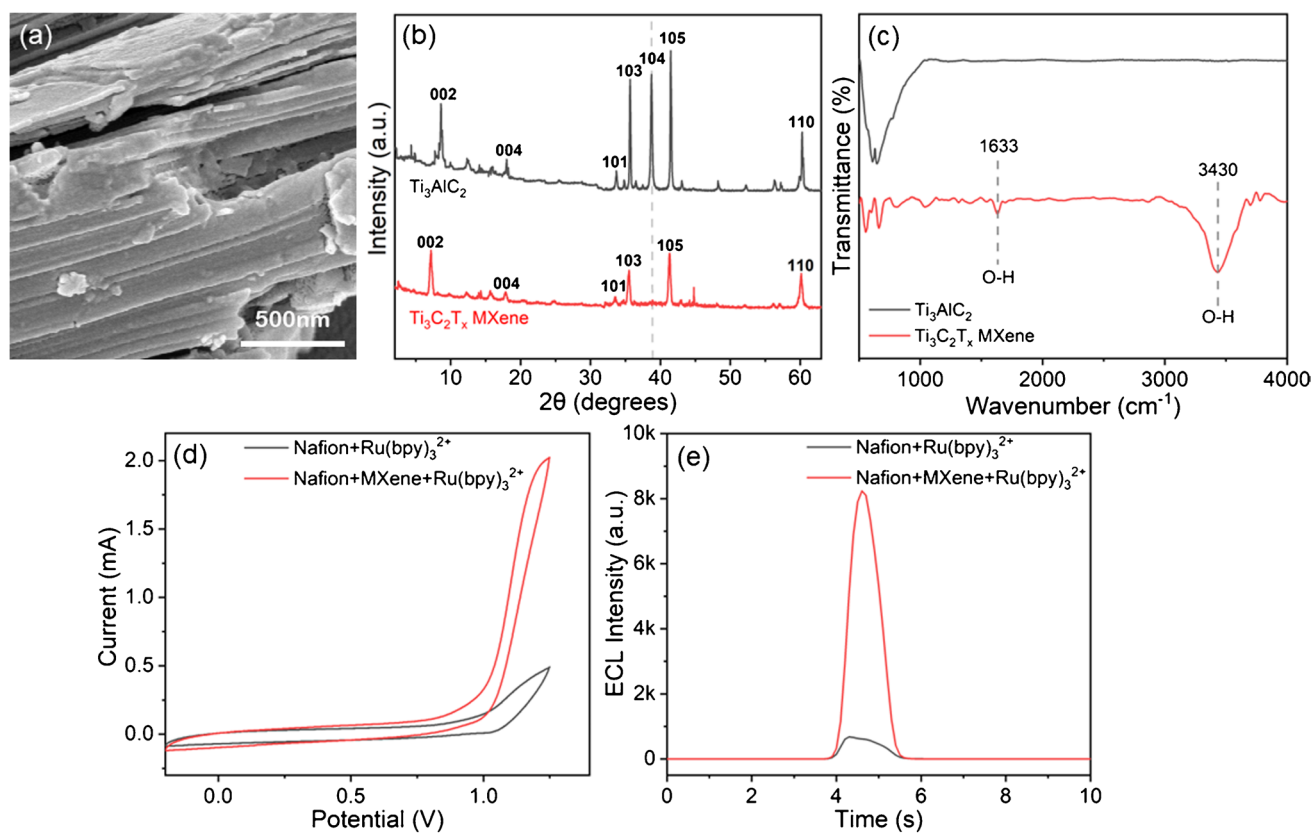 (a)
500nm
(b)
002
004
101
103
104
105
110
Ti₃AlC₂
002
004
101
103
105
110
Ti₃C₂Tₓ MXene
Intensity (a.u.)
10 20 30 40 50 60
2θ (degrees)
(c)
1633
3430
O-H
O-H
Ti₃AlC₂
Ti₃C₂Tₓ MXene
Transmittance (%)
1000 2000 3000 4000
Wavenumber (cm⁻¹)
(d)
Nafion+Ru(bpy)₃²⁺
Nafion+MXene+Ru(bpy)₃²⁺
2.0
1.5
1.0
0.5
0.0
Current (mA)
0.0 0.5 1.0
Potential (V)
(e)
Nafion+Ru(bpy)₃²⁺
Nafion+MXene+Ru(bpy)₃²⁺
10k
8k
6k
4k
2k
0
ECL Intensity (a.u.)
0 2 4 6 8 10
Time (s)